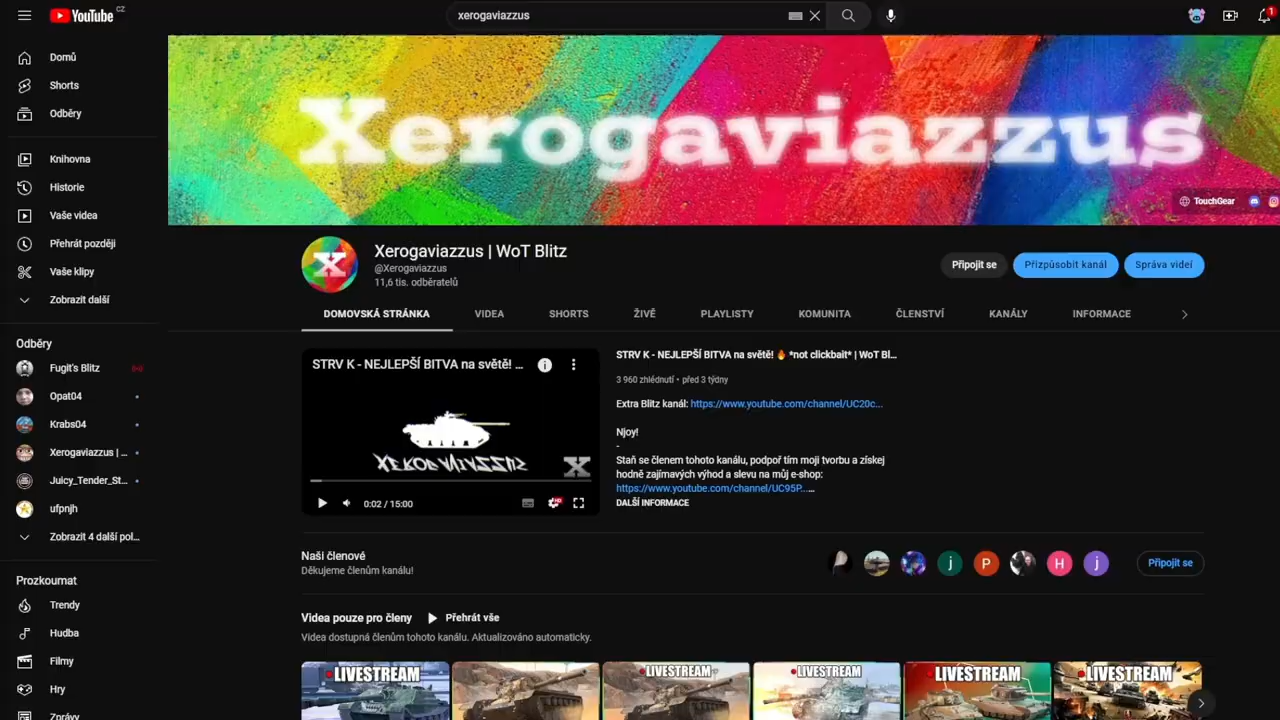 YouTube CZ
xerogaviazzus
1
Domů
Shorts
Odběry
Knihovna
Historie
Vaše videa
Přehrát později
Vaše klipy
Zobrazit další
Odběry
Fugit's Blitz
Opat04
Krabs04
Xerogaviazzus | ...
Juicy_Tender_St...
ufpnjh
Zobrazit 4 další pol...
Prozkoumat
Trendy
Hudba
Filmy
Hry
Zprávy
Xerogaviazzus
TouchGear
X
Xerogaviazzus | WoT Blitz
@Xerogaviazzus
11,6 tis. odběratelů
Připojit se
Přizpůsobit kanál
Správa videí
DOMOVSKÁ STRÁNKA
VIDEA
SHORTS
ŽIVĚ
PLAYLISTY
KOMUNITA
ČLENSTVÍ
KANÁLY
INFORMACE
STRV K - NEJLEPŠÍ BITVA na světě! ...
XEROGAVIAZZUS
X
0:02 / 15:00
HD
STRV K - NEJLEPŠÍ BITVA na světě! 🔥 *not clickbait* | WoT Bl...
3 960 zhlédnutí • před 3 týdny
Extra Blitz kanál: https://www.youtube.com/channel/UC20c...
Njoy!
-
Staň se členem tohoto kanálu, podpoř tím moji tvorbu a získej
hodně zajímavých výhod a slevu na můj e-shop:
https://www.youtube.com/channel/UC95P......
DALŠÍ INFORMACE
Naši členové
Děkujeme členům kanálu!
j
P
H
j
Připojit se
Videa pouze pro členy
Přehrát vše
Videa dostupná členům tohoto kanálu. Aktualizováno automaticky.
LIVESTREAM
LIVESTREAM
LIVESTREAM
LIVESTREAM
LIVESTREAM
LIVESTREAM